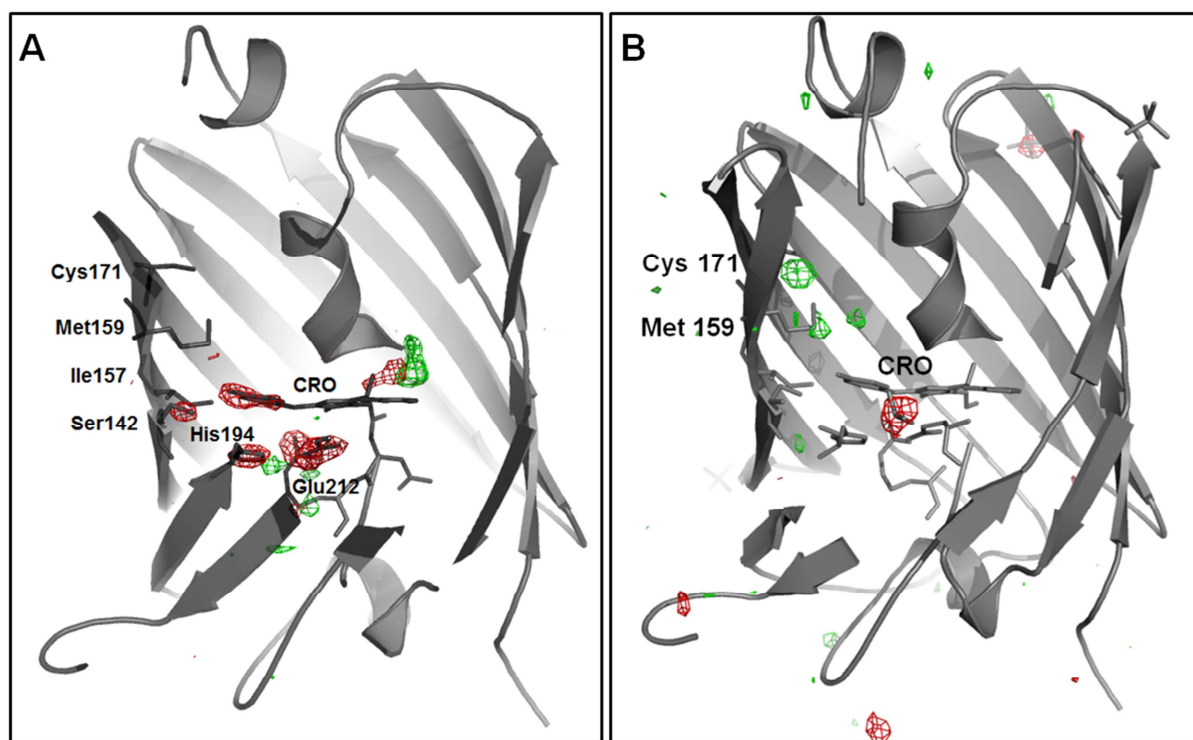 A
Cys171
Met159
Ile157
CRO
Ser142
His194
Glu212
B
Cys 171
Met 159
CRO